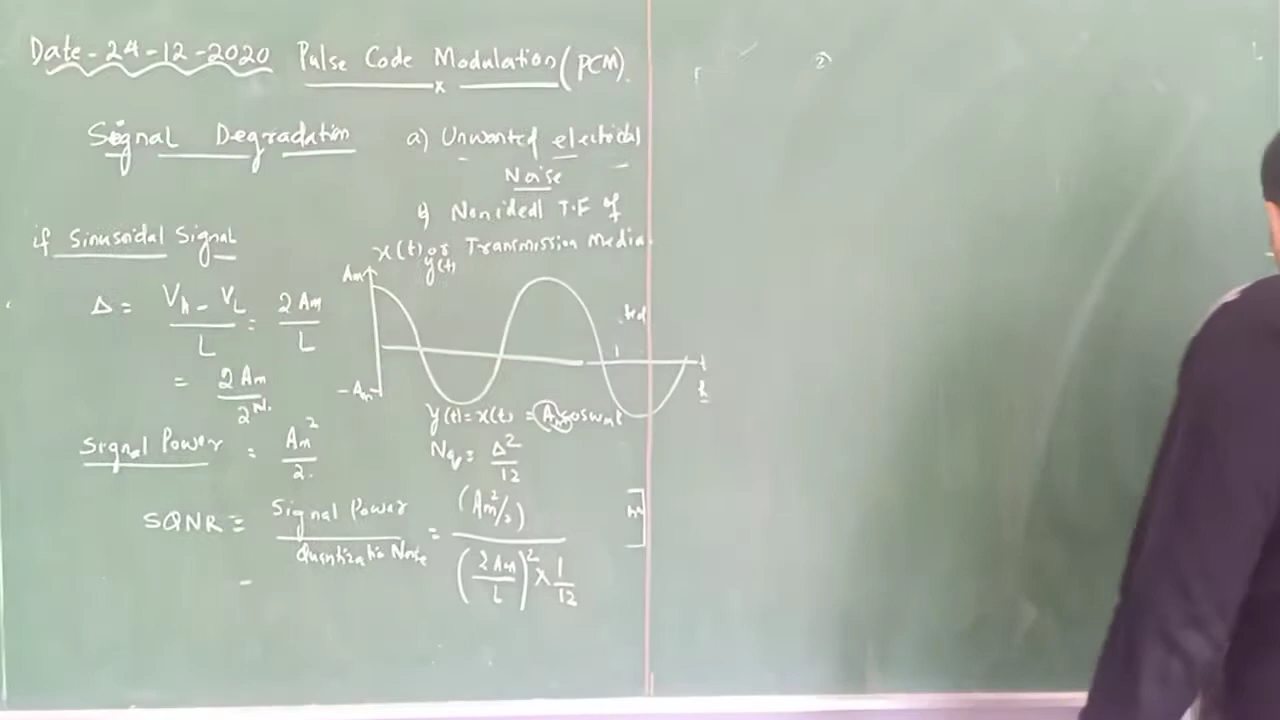 Date - 24-12-2020 Pulse Code Modulation (PCM).
Signal Degradation
a) Unwanted electrical
Noise
b) Nonideal T.F of
Transmission Media.
if Sinusoidal Signal
Δ = (Vh - VL)/L = 2Am/L
= 2Am/2^N.
x(t) or
y(t)
Am
-Am
t
y(t) = x(t) = Am cos wmt
Signal Power = Am²/2.
Nq = Δ²/12
SQNR = Signal Power/Quantization Noise = (Am²/2)/((2Am/L)² x 1/12)